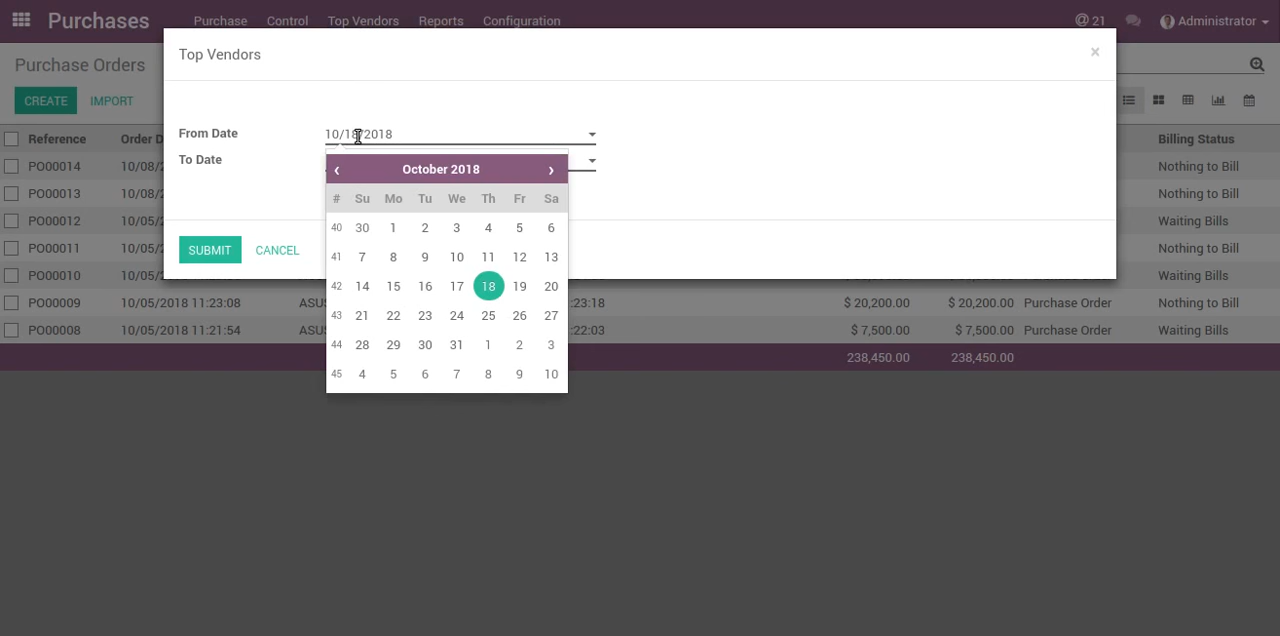 Purchases Purchase Control Top Vendors Reports Configuration @ 21 Administrator
Top Vendors ×
Purchase Orders
CREATE IMPORT
From Date 10/18/2018
To Date
Reference Order D Billing Status
PO00014 10/08/2 Nothing to Bill
PO00013 10/08/2 Nothing to Bill
PO00012 10/05/2 Waiting Bills
PO00011 10/05/2 Nothing to Bill
PO00010 10/05/2 Waiting Bills
PO00009 10/05/2018 11:23:08 ASUS :23:18 $ 20,200.00 $ 20,200.00 Purchase Order Nothing to Bill
PO00008 10/05/2018 11:21:54 ASUS :22:03 $ 7,500.00 $ 7,500.00 Purchase Order Waiting Bills
238,450.00 238,450.00
SUBMIT CANCEL
‹ October 2018 ›
# Su Mo Tu We Th Fr Sa
40 30 1 2 3 4 5 6
41 7 8 9 10 11 12 13
42 14 15 16 17 18 19 20
43 21 22 23 24 25 26 27
44 28 29 30 31 1 2 3
45 4 5 6 7 8 9 10